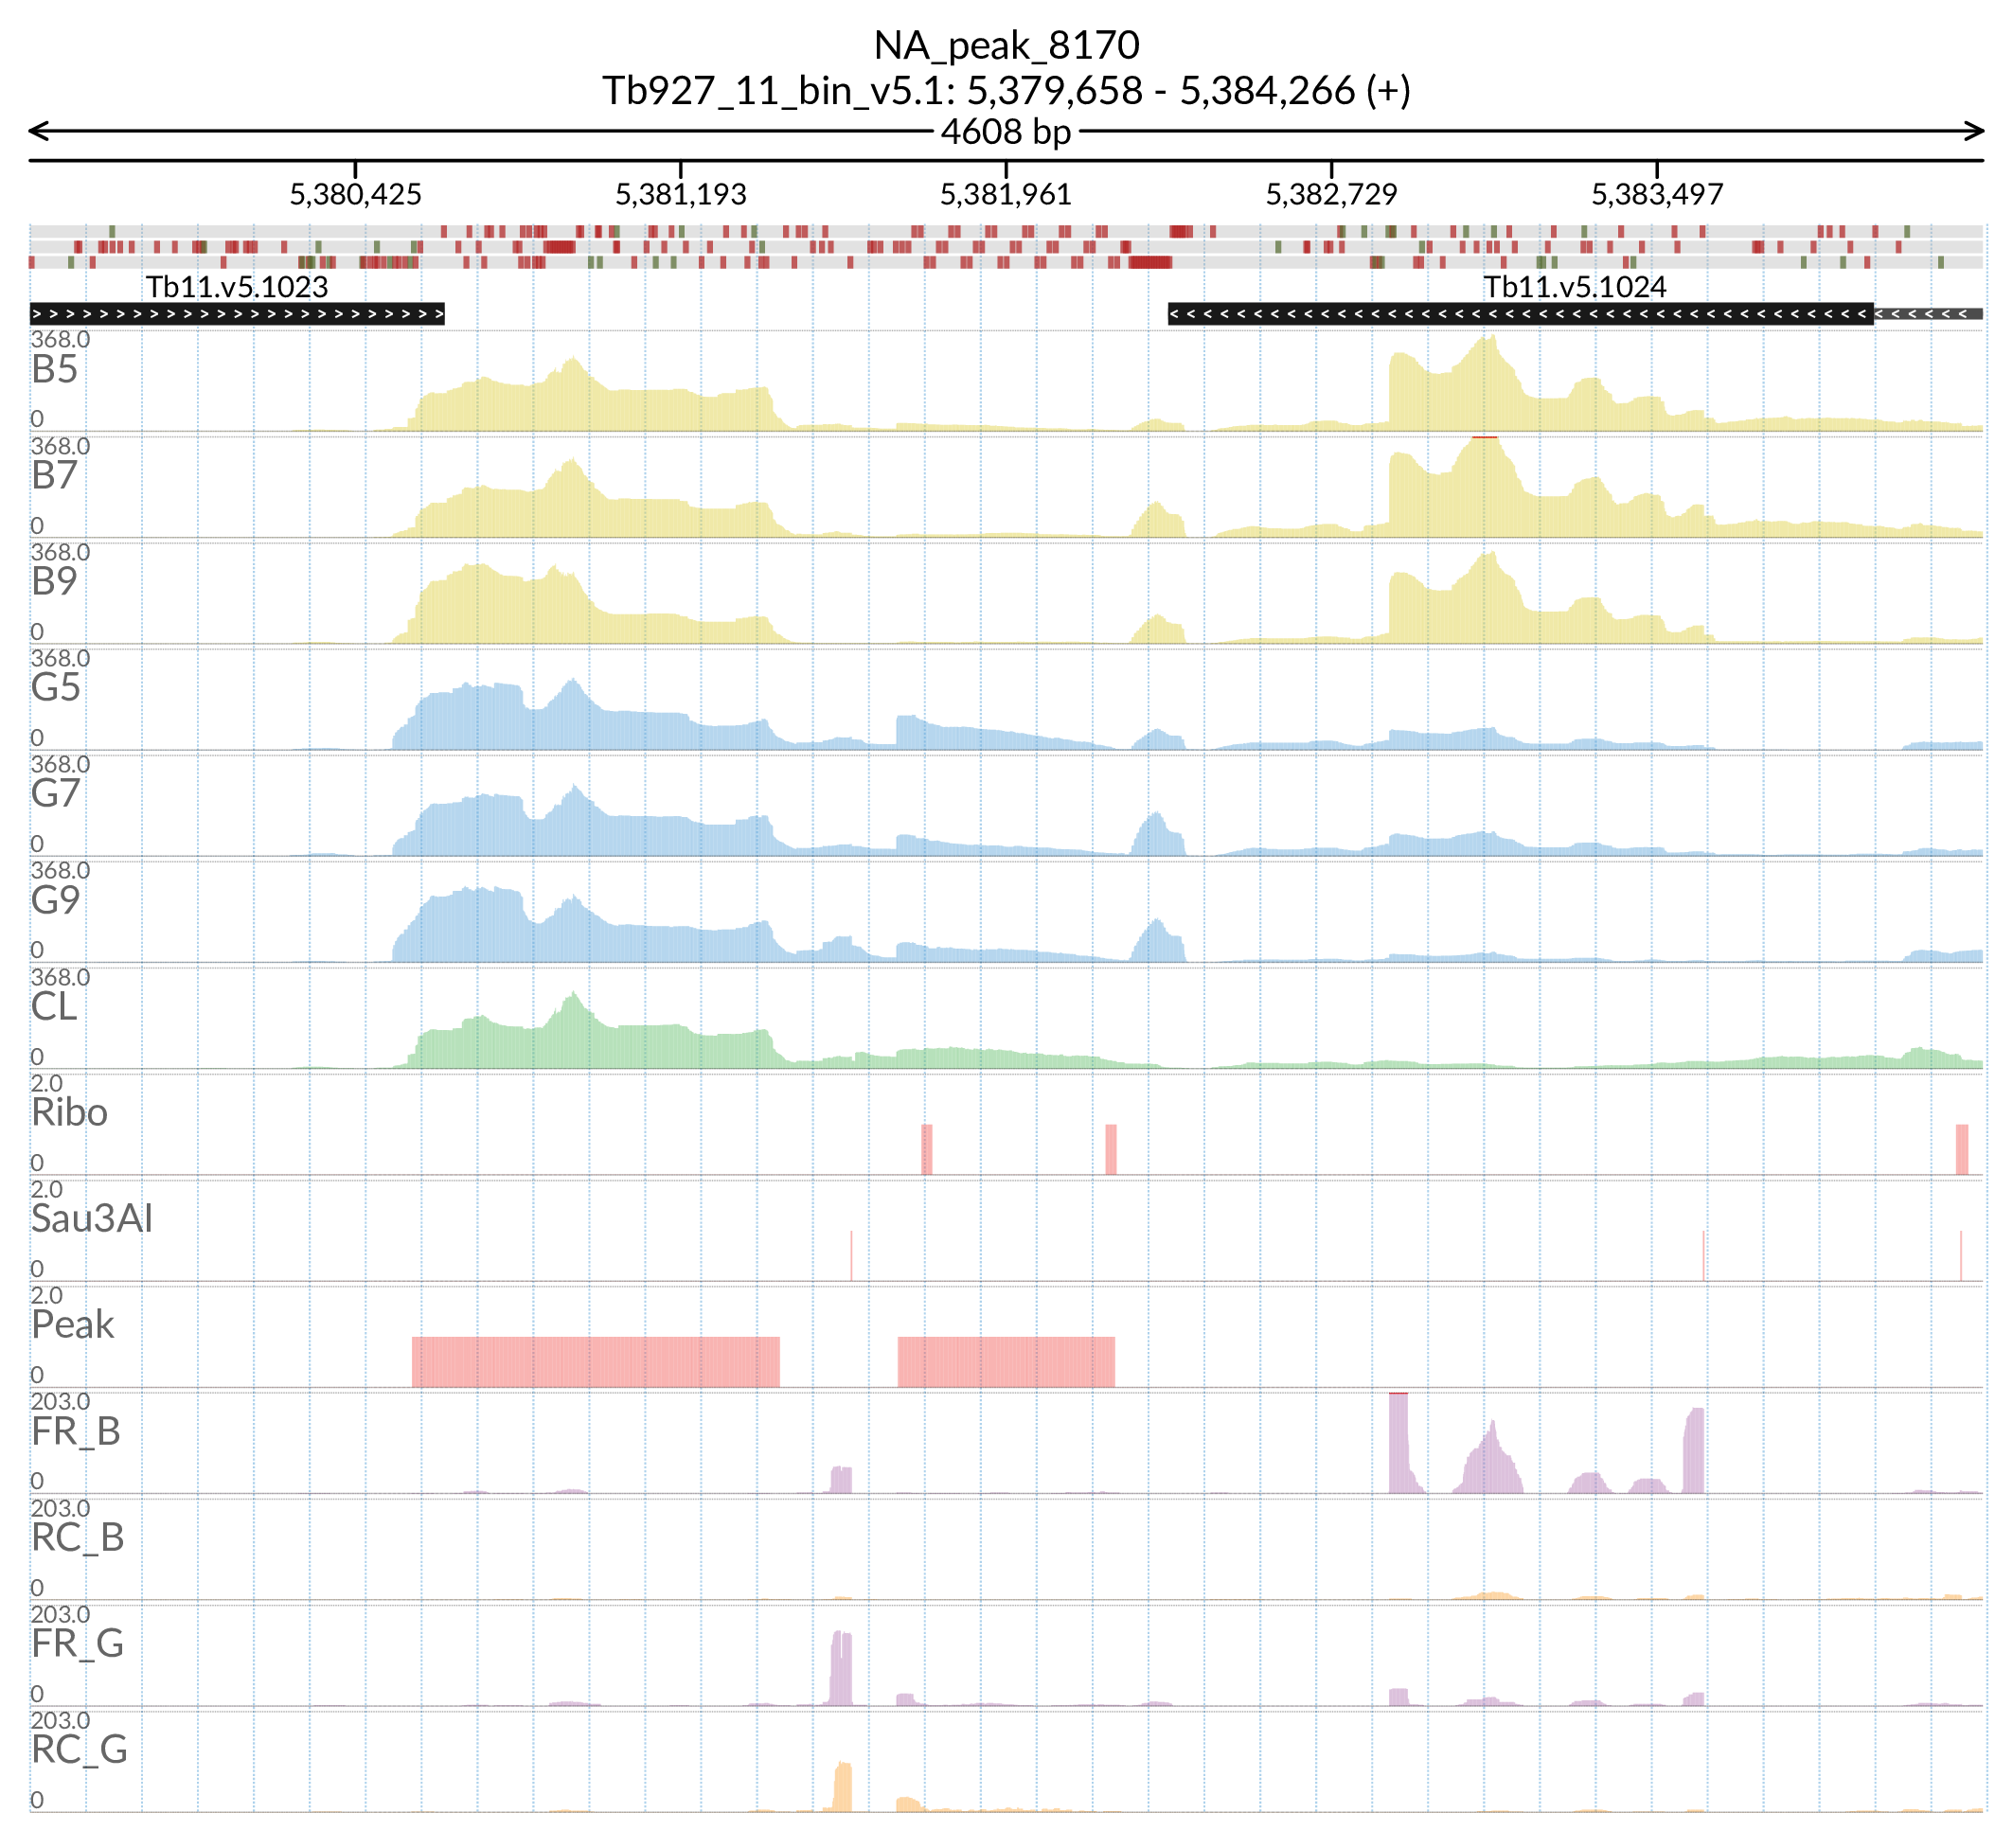 NA_peak_8170
Tb927_11_bin_v5.1: 5,379,658 - 5,384,266 (+)
4608 bp
5,380,425 5,381,193 5,381,961 5,382,729 5,383,497
Tb11.v5.1023 Tb11.v5.1024
368.0
B5
0
368.0
B7
0
368.0
B9
0
368.0
G5
0
368.0
G7
0
368.0
G9
0
368.0
CL
0
2.0
Ribo
0
2.0
Sau3AI
0
2.0
Peak
0
203.0
FR_B
0
203.0
RC_B
0
203.0
FR_G
0
203.0
RC_G
0